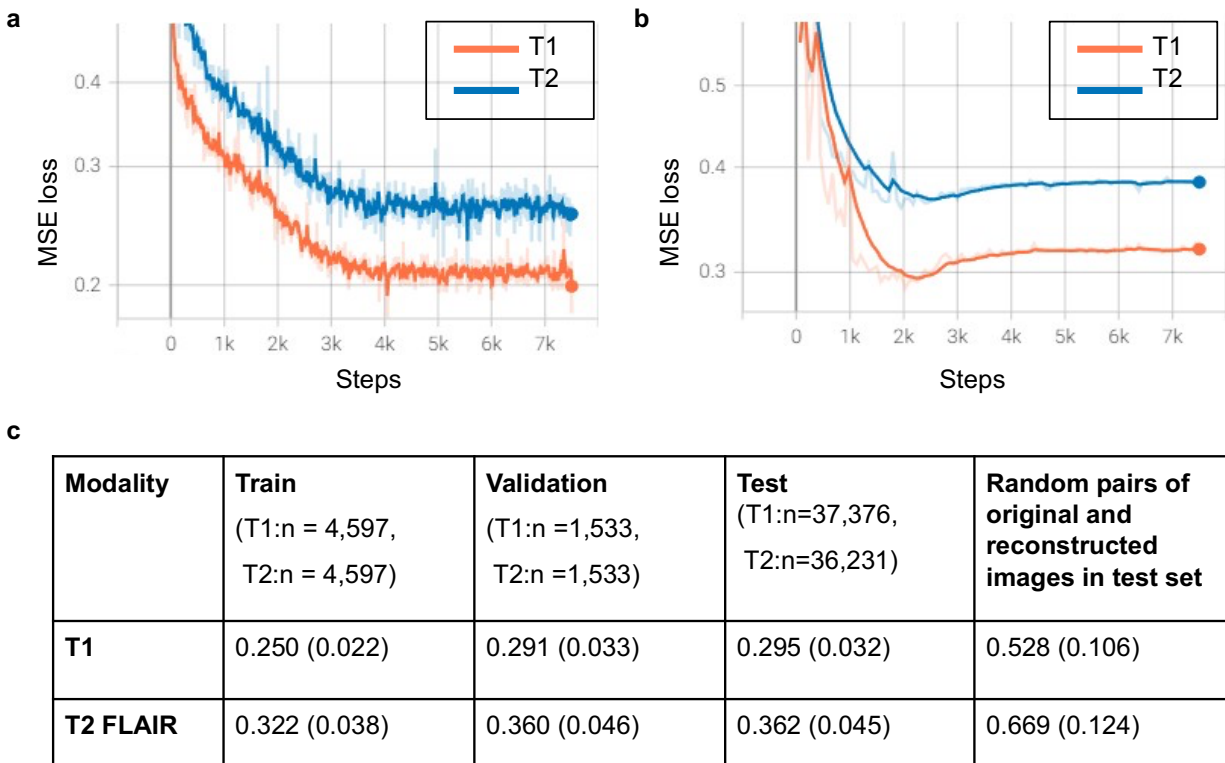 a
T1
T2
0.4
0.3
0.2
MSE loss
0 1k 2k 3k 4k 5k 6k 7k
Steps
b
T1
T2
0.5
0.4
0.3
MSE loss
0 1k 2k 3k 4k 5k 6k 7k
Steps
c
Modality Train Validation Test Random pairs of
(T1:n = 4,597, (T1:n =1,533, (T1:n=37,376, original and
T2:n = 4,597) T2:n =1,533) T2:n=36,231) reconstructed
images in test set
T1 0.250 (0.022) 0.291 (0.033) 0.295 (0.032) 0.528 (0.106)
T2 FLAIR 0.322 (0.038) 0.360 (0.046) 0.362 (0.045) 0.669 (0.124)